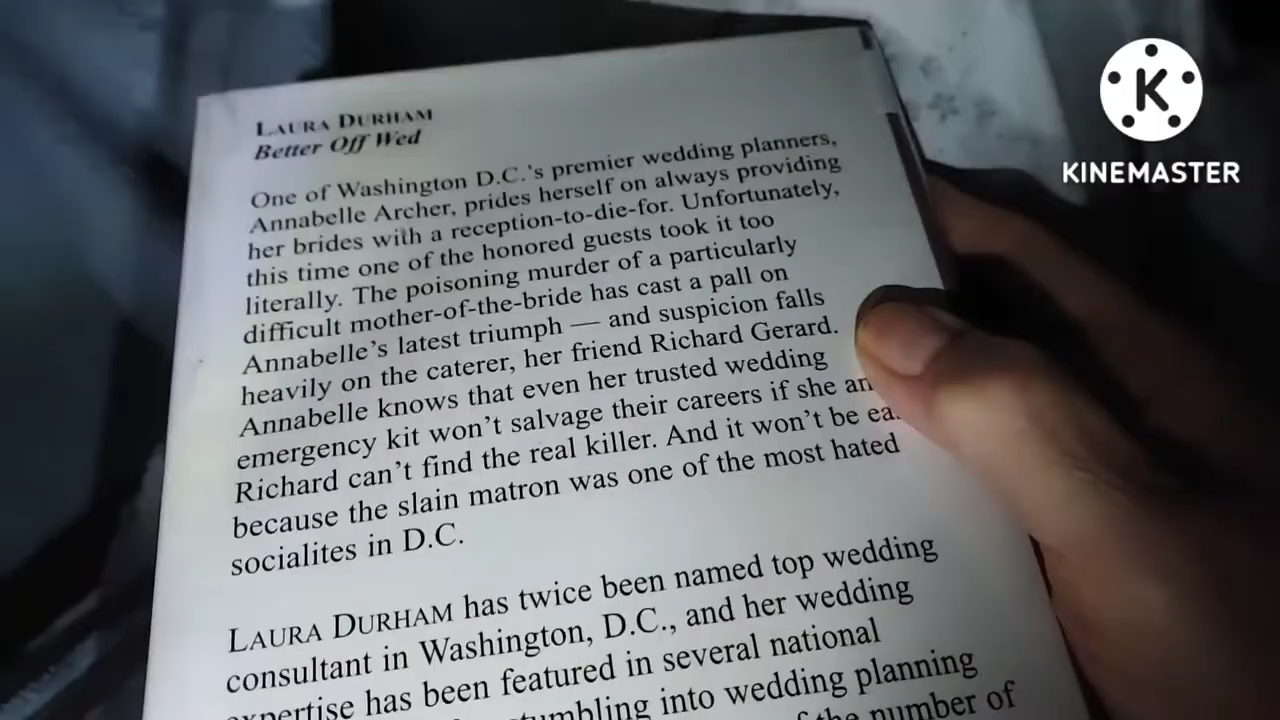 LAURA DURHAM
Better Off Wed
One of Washington D.C.'s premier wedding planners,
Annabelle Archer, prides herself on always providing
her brides with a reception-to-die-for. Unfortunately,
this time one of the honored guests took it too
literally. The poisoning murder of a particularly
difficult mother-of-the-bride has cast a pall on
Annabelle's latest triumph — and suspicion falls
heavily on the caterer, her friend Richard Gerard.
Annabelle knows that even her trusted wedding
emergency kit won't salvage their careers if she
Richard can't find the real killer. And it won't be
because the slain matron was one of the most hated
socialites in D.C.
LAURA DURHAM has twice been named top wedding
consultant in Washington, D.C., and her wedding
expertise has been featured in several national
stumbling into wedding planning
of the number of
K
KINEMASTER